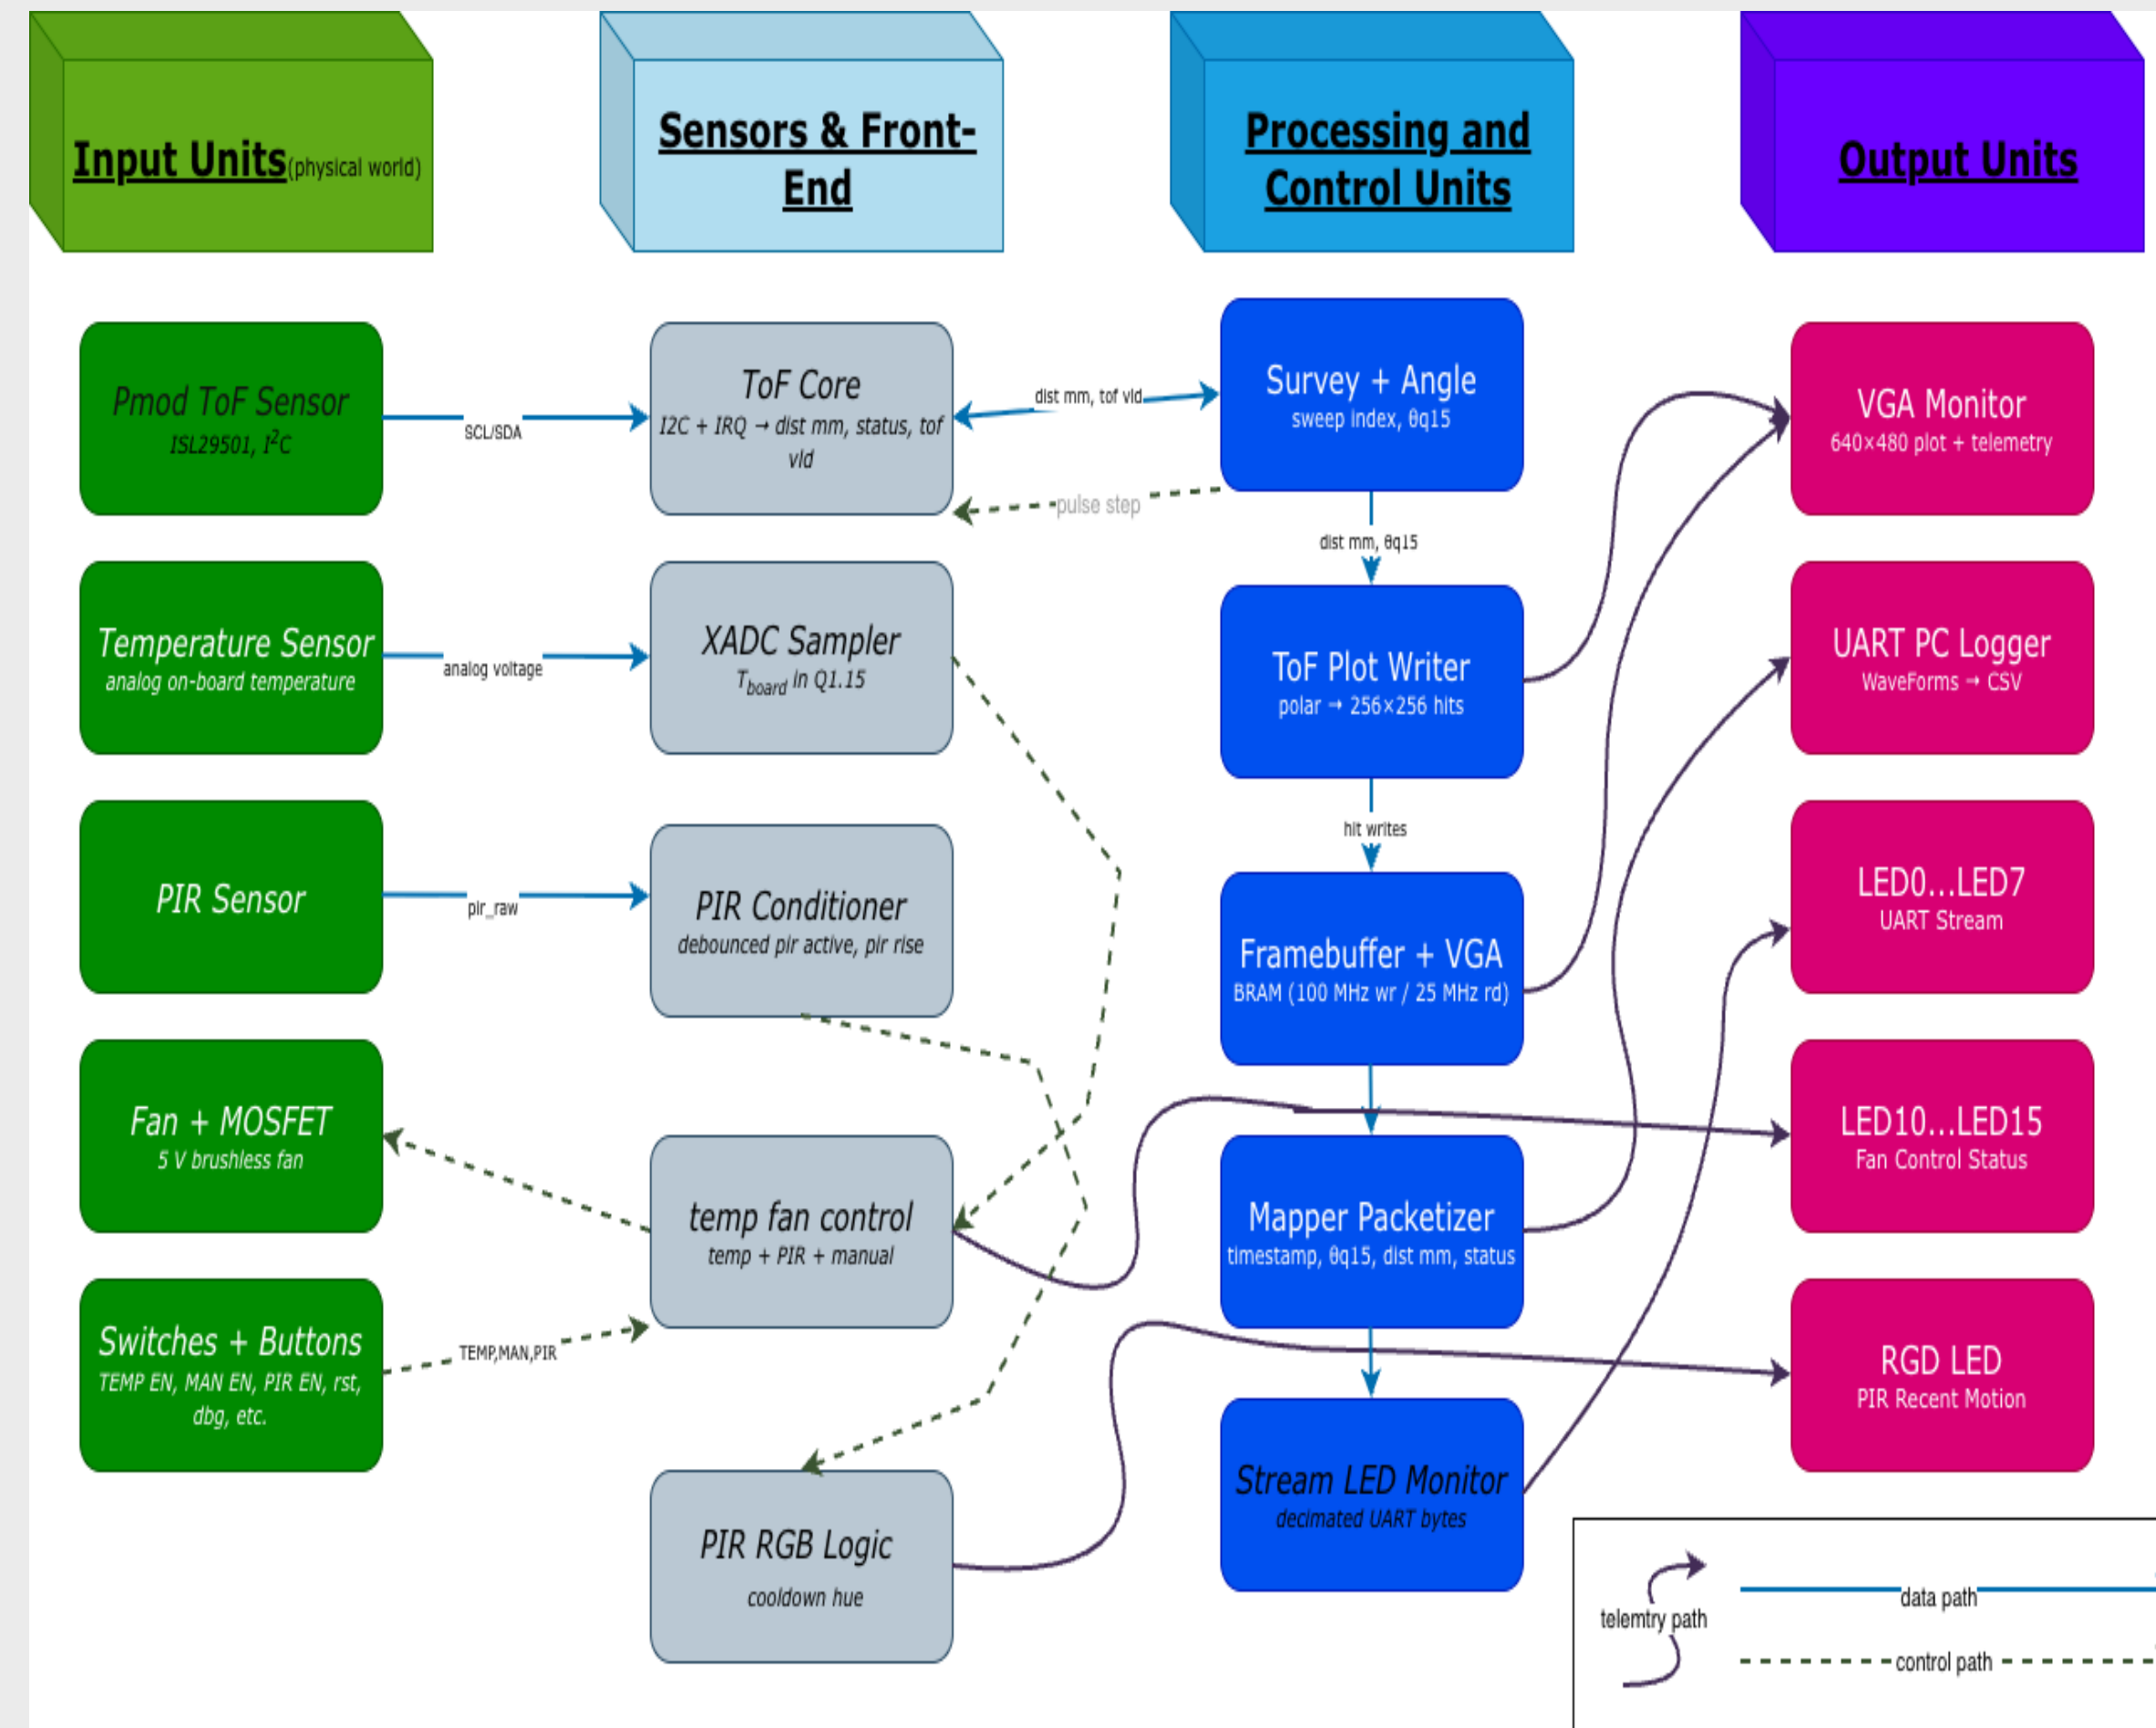 Input Units(physical world)
Sensors & Front-
End
Processing and
Control Units
Output Units
Pmod ToF Sensor
ISL29501, I²C
SCL/SDA
ToF Core
I2C + IRQ → dist mm, status, tof
vld
dist mm, tof vld
pulse step
Survey + Angle
sweep index, θq15
VGA Monitor
640×480 plot + telemetry
dist mm, θq15
Temperature Sensor
analog on-board temperature
analog voltage
XADC Sampler
Tboard in Q1.15
ToF Plot Writer
polar → 256×256 hits
UART PC Logger
WaveForms → CSV
hit writes
PIR Sensor
pir_raw
PIR Conditioner
debounced pir active, pir rise
Framebuffer + VGA
BRAM (100 MHz wr / 25 MHz rd)
LED0...LED7
UART Stream
Fan + MOSFET
5 V brushless fan
temp fan control
temp + PIR + manual
Mapper Packetizer
timestamp, θq15, dist mm, status
LED10...LED15
Fan Control Status
Switches + Buttons
TEMP EN, MAN EN, PIR EN, rst,
dbg, etc.
TEMP,MAN,PIR
PIR RGB Logic
cooldown hue
Stream LED Monitor
decimated UART bytes
RGD LED
PIR Recent Motion
telemtry path
data path
control path